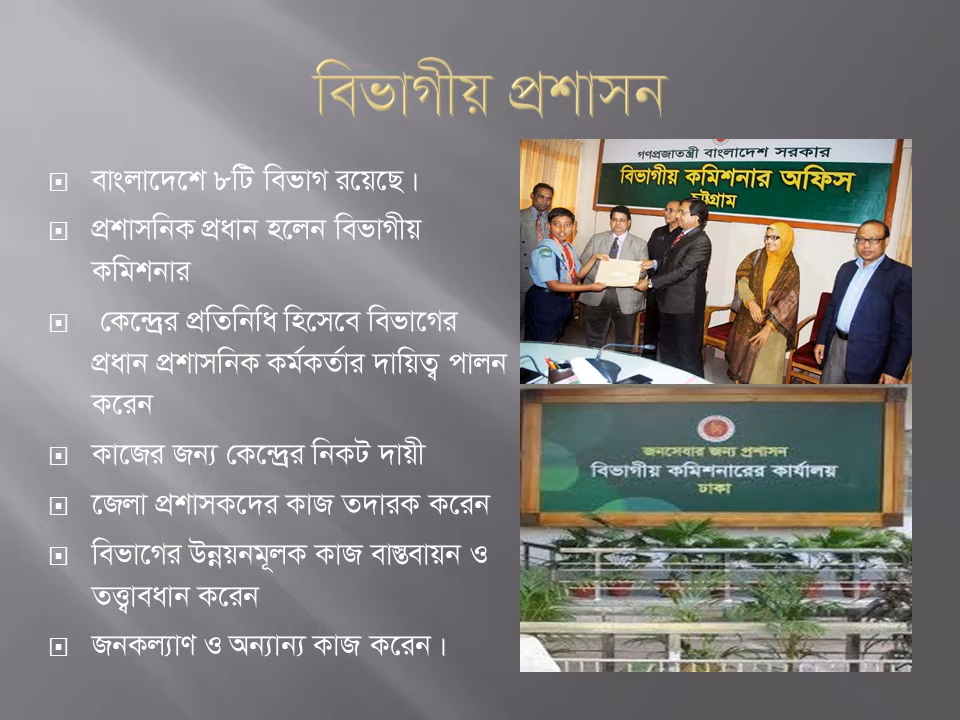 বিভাগীয় প্রশাসন
বাংলাদেশে ৮টি বিভাগ রয়েছে।
প্রশাসনিক প্রধান হলেন বিভাগীয়
কমিশনার
কেন্দ্রের প্রতিনিধি হিসেবে বিভাগের
প্রধান প্রশাসনিক কর্মকর্তার দায়িত্ব পালন
করেন
কাজের জন্য কেন্দ্রের নিকট দায়ী
জেলা প্রশাসকদের কাজ তদারক করেন
বিভাগের উন্নয়নমূলক কাজ বাস্তবায়ন ও
তত্ত্বাবধান করেন
জনকল্যাণ ও অন্যান্য কাজ করেন।
গণপ্রজাতন্ত্রী বাংলাদেশ সরকার
বিভাগীয় কমিশনার অফিস
চট্টগ্রাম
জনসেবার জন্য প্রশাসন
বিভাগীয় কমিশনারের কার্যালয়
ঢাকা